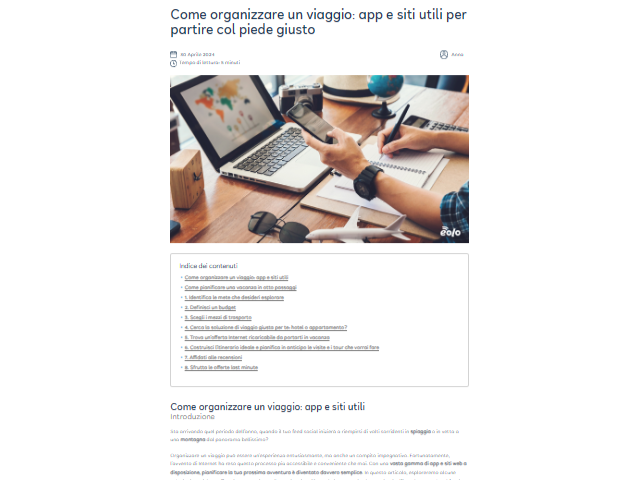 Come organizzare un viaggio: app e siti utili per
partire col piede giusto
30 Aprile 2024
Anna
Tempo di lettura: 6 minuti
eolo
Indice dei contenuti
Come organizzare un viaggio: app e siti utili
Come pianificare una vacanza in otto passaggi
1. Identifica le mete che desideri esplorare
2. Definisci un budget
3. Scegli i mezzi di trasporto
4. Cerca la soluzione di viaggio giusta per te: hotel o appartamento?
5. Trova un'offerta internet ricaricabile da portarti in vacanza
6. Costruisci l'itinerario ideale e pianifica in anticipo le visite e i tour che vorrai fare
7. Affidati alle recensioni
8. Sfrutta le offerte last minute
Come organizzare un viaggio: app e siti utili
Introduzione
Sta arrivando quel periodo dell'anno, quando il tuo feed social inizierà a riempirsi di volti sorridenti in spiaggia o in vetta a
una montagna dal panorama bellissimo?
Organizzare un viaggio può essere un'esperienza entusiasmante, ma anche un compito impegnativo. Fortunatamente,
l'avvento di internet ha reso questo processo più accessibile e conveniente che mai. Con una vasta gamma di app e siti web a
disposizione, pianificare la tua prossima avventura è diventato davvero semplice. In questo articolo, esploreremo alcune